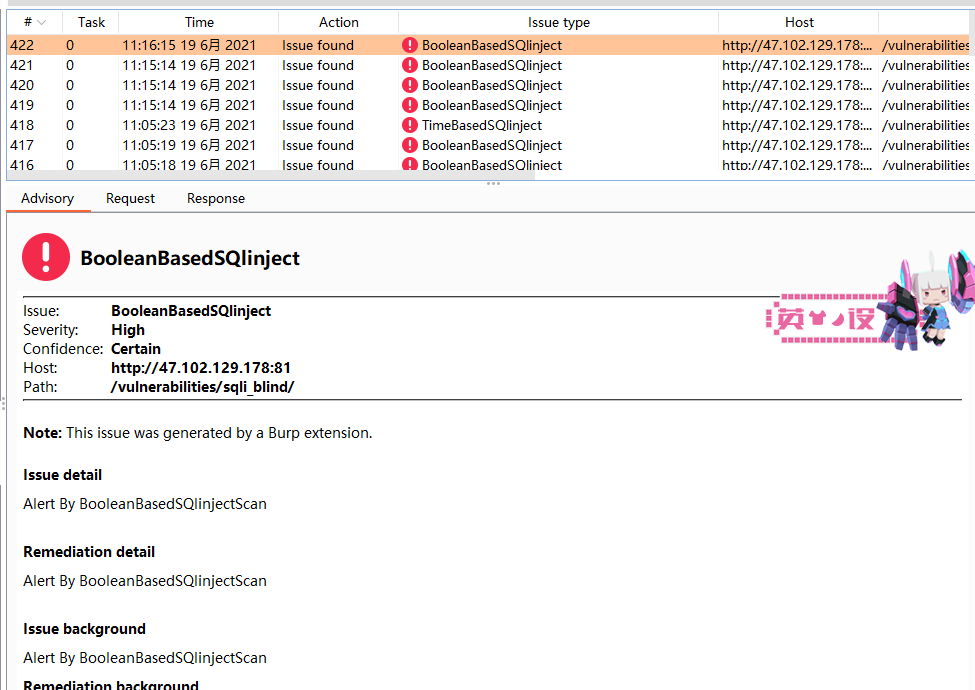 # Task Time Action Issue type Host
422 0 11:16:15 19 6月 2021 Issue found BooleanBasedSQlinject http://47.102.129.178:... /vulnerabilities
421 0 11:15:14 19 6月 2021 Issue found BooleanBasedSQlinject http://47.102.129.178:... /vulnerabilities
420 0 11:15:14 19 6月 2021 Issue found BooleanBasedSQlinject http://47.102.129.178:... /vulnerabilities
419 0 11:15:14 19 6月 2021 Issue found BooleanBasedSQlinject http://47.102.129.178:... /vulnerabilities
418 0 11:05:23 19 6月 2021 Issue found TimeBasedSQlinject http://47.102.129.178:... /vulnerabilities
417 0 11:05:19 19 6月 2021 Issue found BooleanBasedSQlinject http://47.102.129.178:... /vulnerabilities
416 0 11:05:18 19 6月 2021 Issue found BooleanBasedSQlinject http://47.102.129.178:... /vulnerabilities
Advisory Request Response
BooleanBasedSQlinject
Issue: BooleanBasedSQlinject
Severity: High
英 设
Confidence: Certain
Host: http://47.102.129.178:81
Path: /vulnerabilities/sqli_blind/
Note: This issue was generated by a Burp extension.
Issue detail
Alert By BooleanBasedSQlinjectScan
Remediation detail
Alert By BooleanBasedSQlinjectScan
Issue background
Alert By BooleanBasedSQlinjectScan
Remediation background